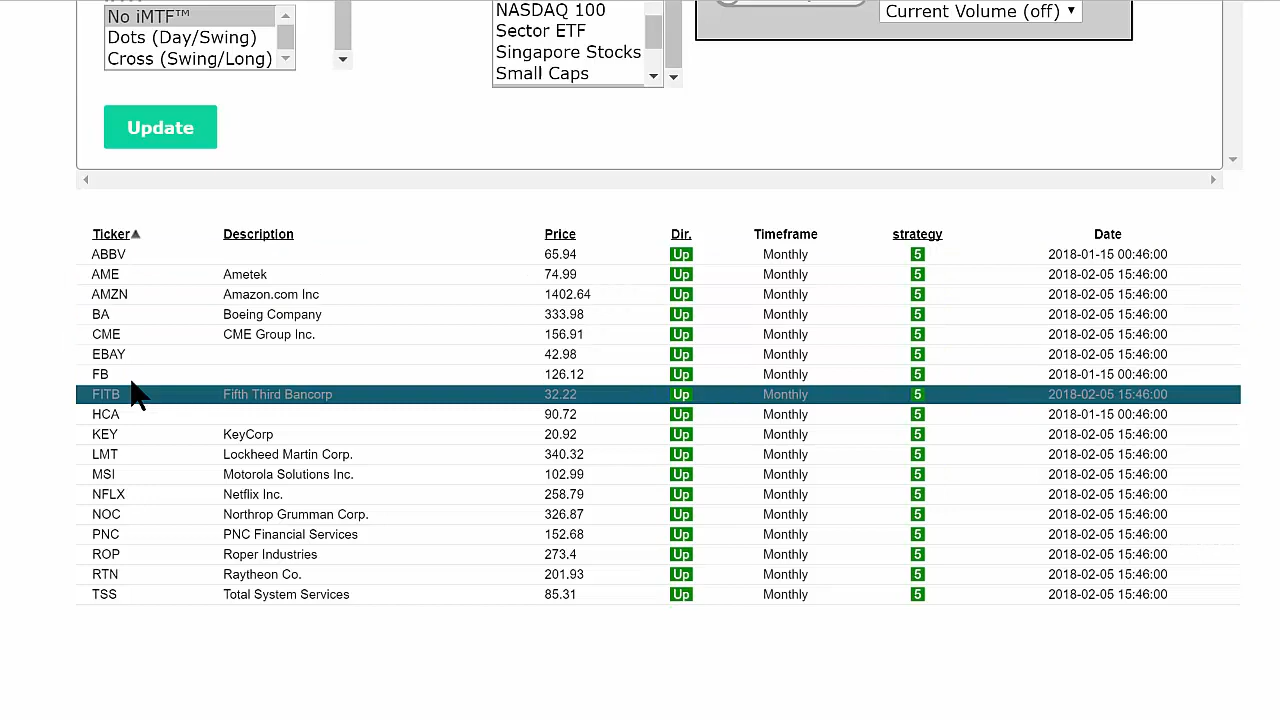 No iMTF™
Dots (Day/Swing)
Cross (Swing/Long)
NASDAQ 100
Sector ETF
Singapore Stocks
Small Caps
Current Volume (off)
Update
Ticker Description Price Dir. Timeframe strategy Date
ABBV 65.94 Up Monthly 5 2018-01-15 00:46:00
AME Ametek 74.99 Up Monthly 5 2018-02-05 15:46:00
AMZN Amazon.com Inc 1402.64 Up Monthly 5 2018-02-05 15:46:00
BA Boeing Company 333.98 Up Monthly 5 2018-02-05 15:46:00
CME CME Group Inc. 156.91 Up Monthly 5 2018-02-05 15:46:00
EBAY 42.98 Up Monthly 5 2018-02-05 15:46:00
FB 126.12 Up Monthly 5 2018-01-15 00:46:00
FITB Fifth Third Bancorp 32.22 Up Monthly 5 2018-02-05 15:46:00
HCA 90.72 Up Monthly 5 2018-01-15 00:46:00
KEY KeyCorp 20.92 Up Monthly 5 2018-02-05 15:46:00
LMT Lockheed Martin Corp. 340.32 Up Monthly 5 2018-02-05 15:46:00
MSI Motorola Solutions Inc. 102.99 Up Monthly 5 2018-02-05 15:46:00
NFLX Netflix Inc. 258.79 Up Monthly 5 2018-02-05 15:46:00
NOC Northrop Grumman Corp. 326.87 Up Monthly 5 2018-02-05 15:46:00
PNC PNC Financial Services 152.68 Up Monthly 5 2018-02-05 15:46:00
ROP Roper Industries 273.4 Up Monthly 5 2018-02-05 15:46:00
RTN Raytheon Co. 201.93 Up Monthly 5 2018-02-05 15:46:00
TSS Total System Services 85.31 Up Monthly 5 2018-02-05 15:46:00